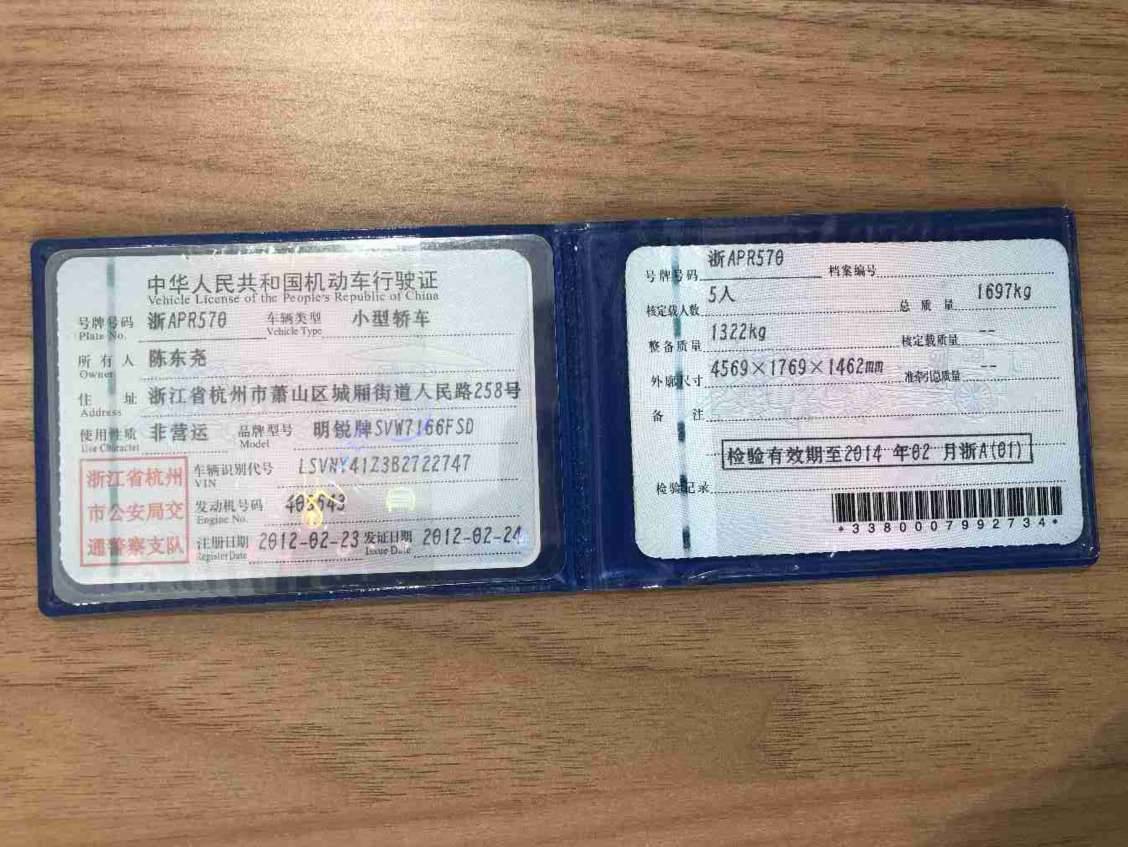 中华人民共和国机动车行驶证
Vehicle License of the People's Republic of China
号牌号码 浙APR570 车辆类型 小型轿车
Plate No. Vehicle Type
所有人 陈东尧
Owner
住址 浙江省杭州市萧山区城厢街道人民路258号
Address
使用性质 非营运 品牌型号 明锐牌SVW7166FSD
Use Character Model
浙江省杭州
市公安局交
通警察支队
车辆识别代号 LSVNY41Z3B2722747
VIN
发动机号码
Engine No.
注册日期 2012-02-23 发证日期 2012-02-24
Register Date Issue Date
号牌号码 浙APR570 档案编号
核定载人数 5人 总质量 1697kg
整备质量 1322kg 核定载质量 --
外廓尺寸 4569×1769×1462mm 准牵引总质量 --
备注
检验有效期至2014 年02 月浙A(01)
检验记录
*3380007992734*